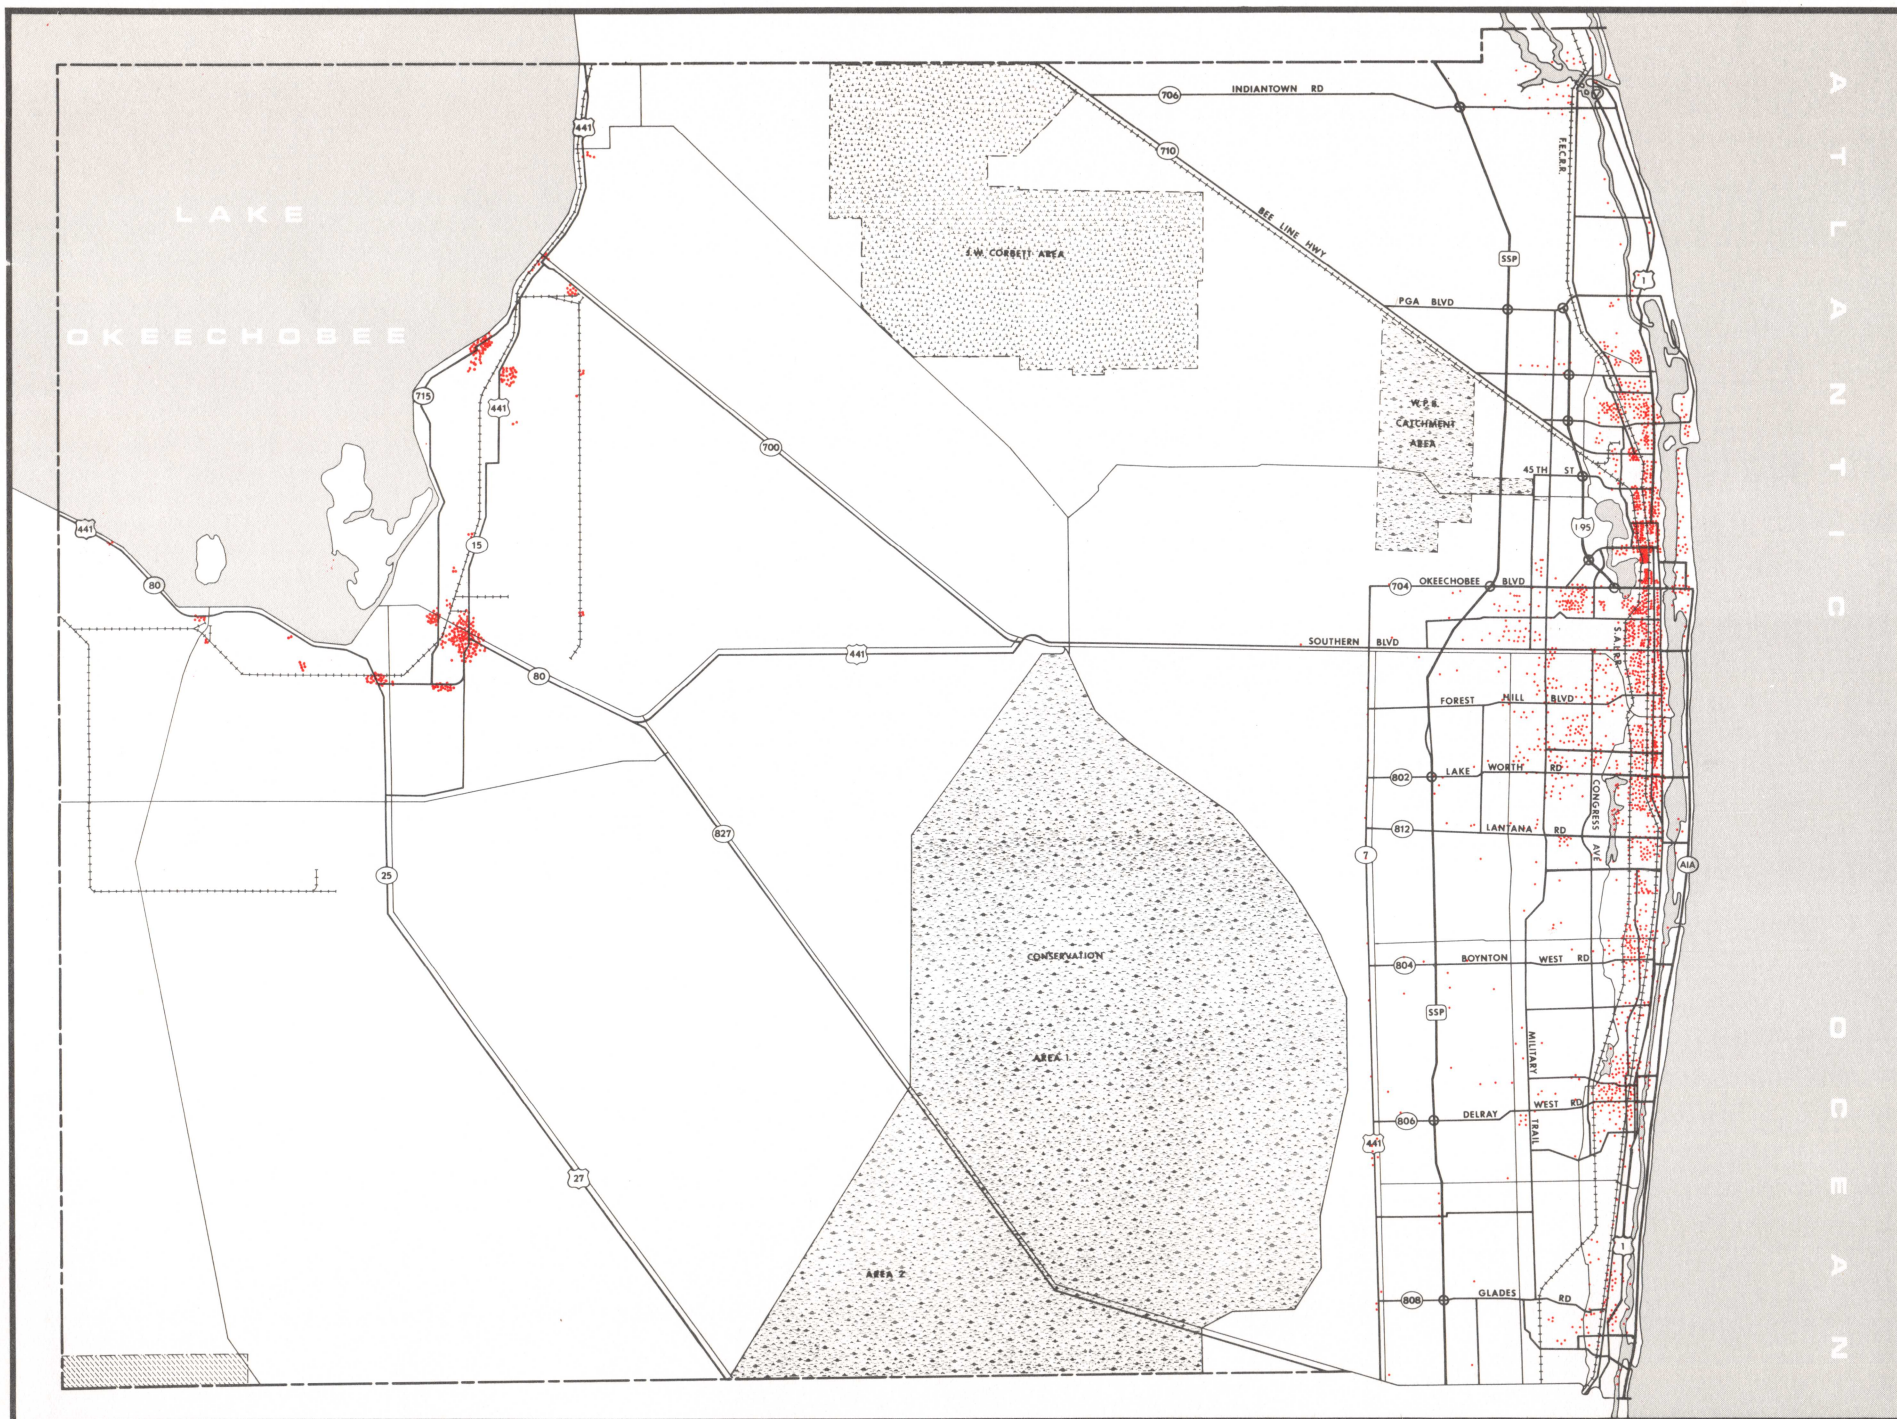 LAKE
OKEECHOBEE
ATLANTIC OCEAN
441
706
INDIANTOWN RD
710
BEE LINE HWY
F.E.C.R.R.
J.W. CORBETT AREA
SSP
1
PGA BLVD
715
441
700
W.P.B.
CATCHMENT
AREA
45TH ST
I 95
441
80
15
704
OKEECHOBEE BLVD
S.A.L.R.R.
SOUTHERN BLVD
441
80
FOREST HILL BLVD
802
LAKE WORTH RD
CONGRESS AVE
827
812
LANTANA RD
7
A1A
25
CONSERVATION
AREA 1
804
BOYNTON WEST RD
SSP
MILITARY TRAIL
806
DELRAY WEST RD
441
27
AREA 2
1
808
GLADES RD